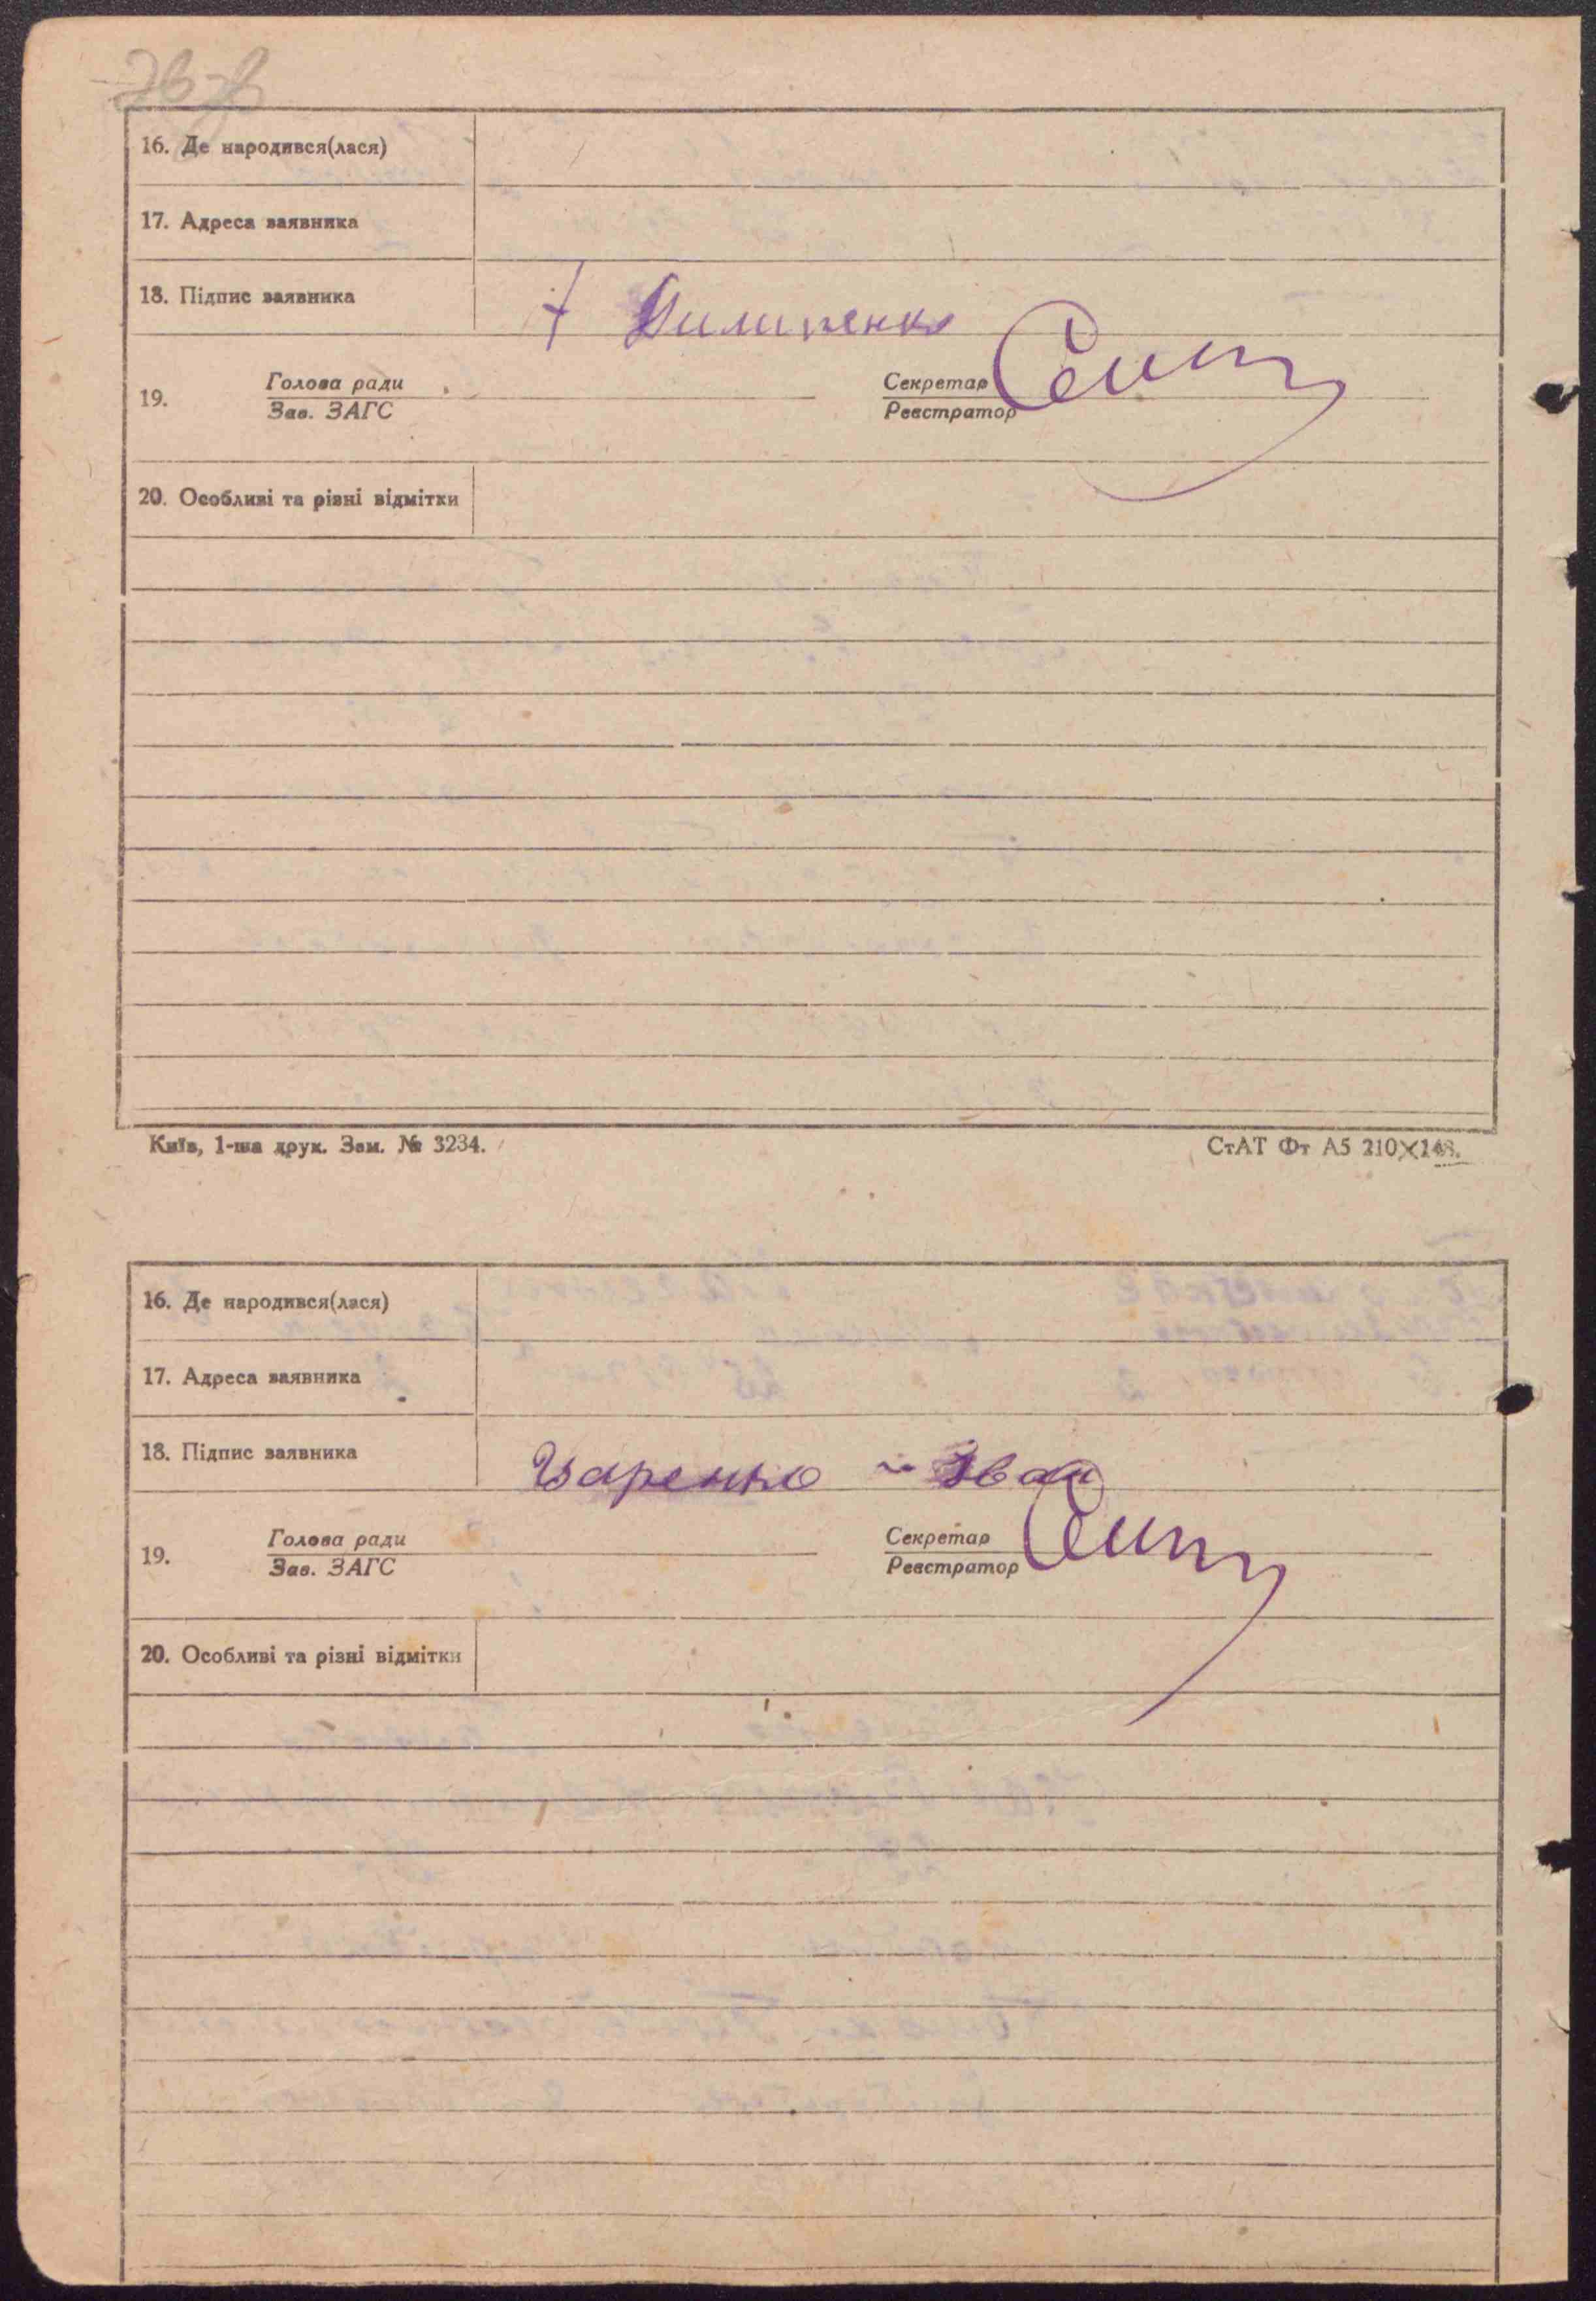 16. Де народився(лася)
17. Адреса заявника
18. Підпис заявника
19. Голова ради Секретар
Зав. ЗАГС Реєстратор
20. Особливі та різні відмітки
Київ, 1-ша друк. Зам. № 3234. СтАТ Фт А5 210×148.
16. Де народився(лася)
17. Адреса заявника
18. Підпис заявника Царенко Іван
19. Голова ради Секретар
Зав. ЗАГС Реєстратор
20. Особливі та різні відмітки